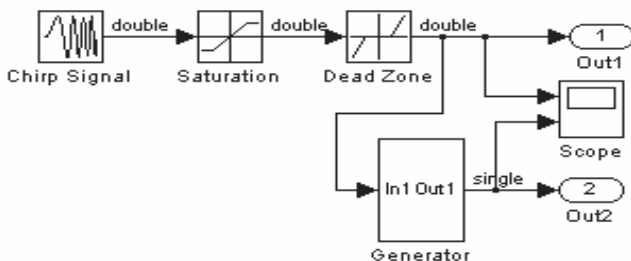 double
double
double
1
Out1
Chirp Signal
Saturation
Dead Zone
Scope
In1 Out1
single
2
Out2
Generator